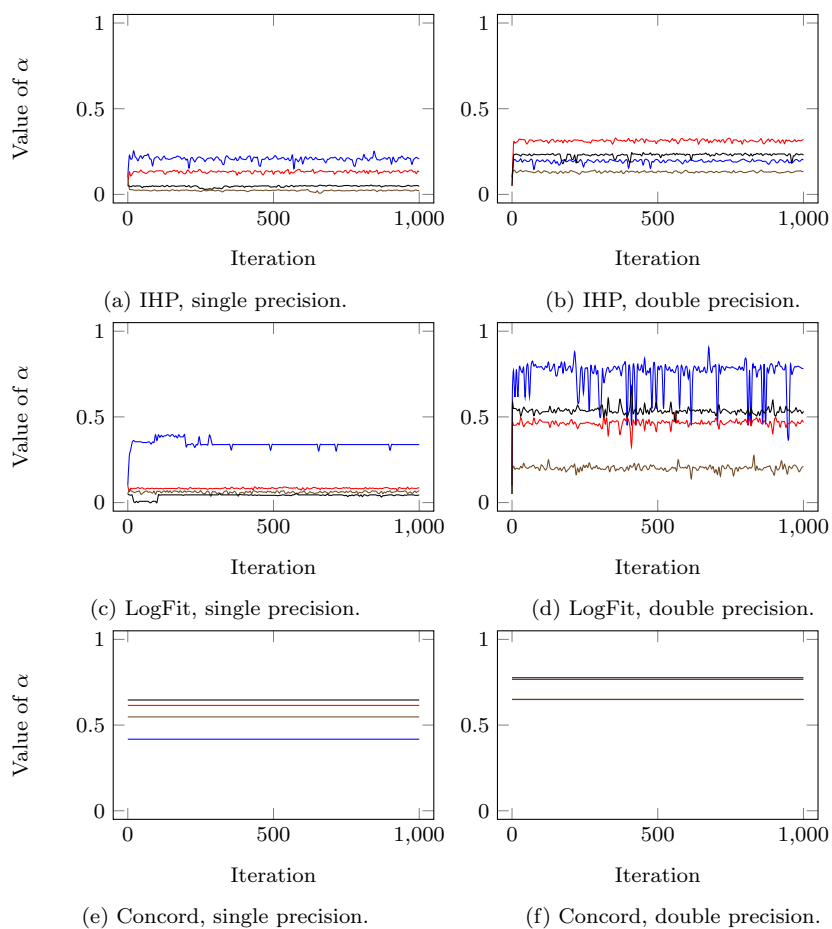 1
0.5
0
Value of α
0
500
1,000
Iteration
(a) IHP, single precision.
1
0.5
0
0
500
1,000
Iteration
(b) IHP, double precision.
1
0.5
0
Value of α
0
500
1,000
Iteration
(c) LogFit, single precision.
1
0.5
0
0
500
1,000
Iteration
(d) LogFit, double precision.
1
0.5
0
Value of α
0
500
1,000
Iteration
(e) Concord, single precision.
1
0.5
0
0
500
1,000
Iteration
(f) Concord, double precision.